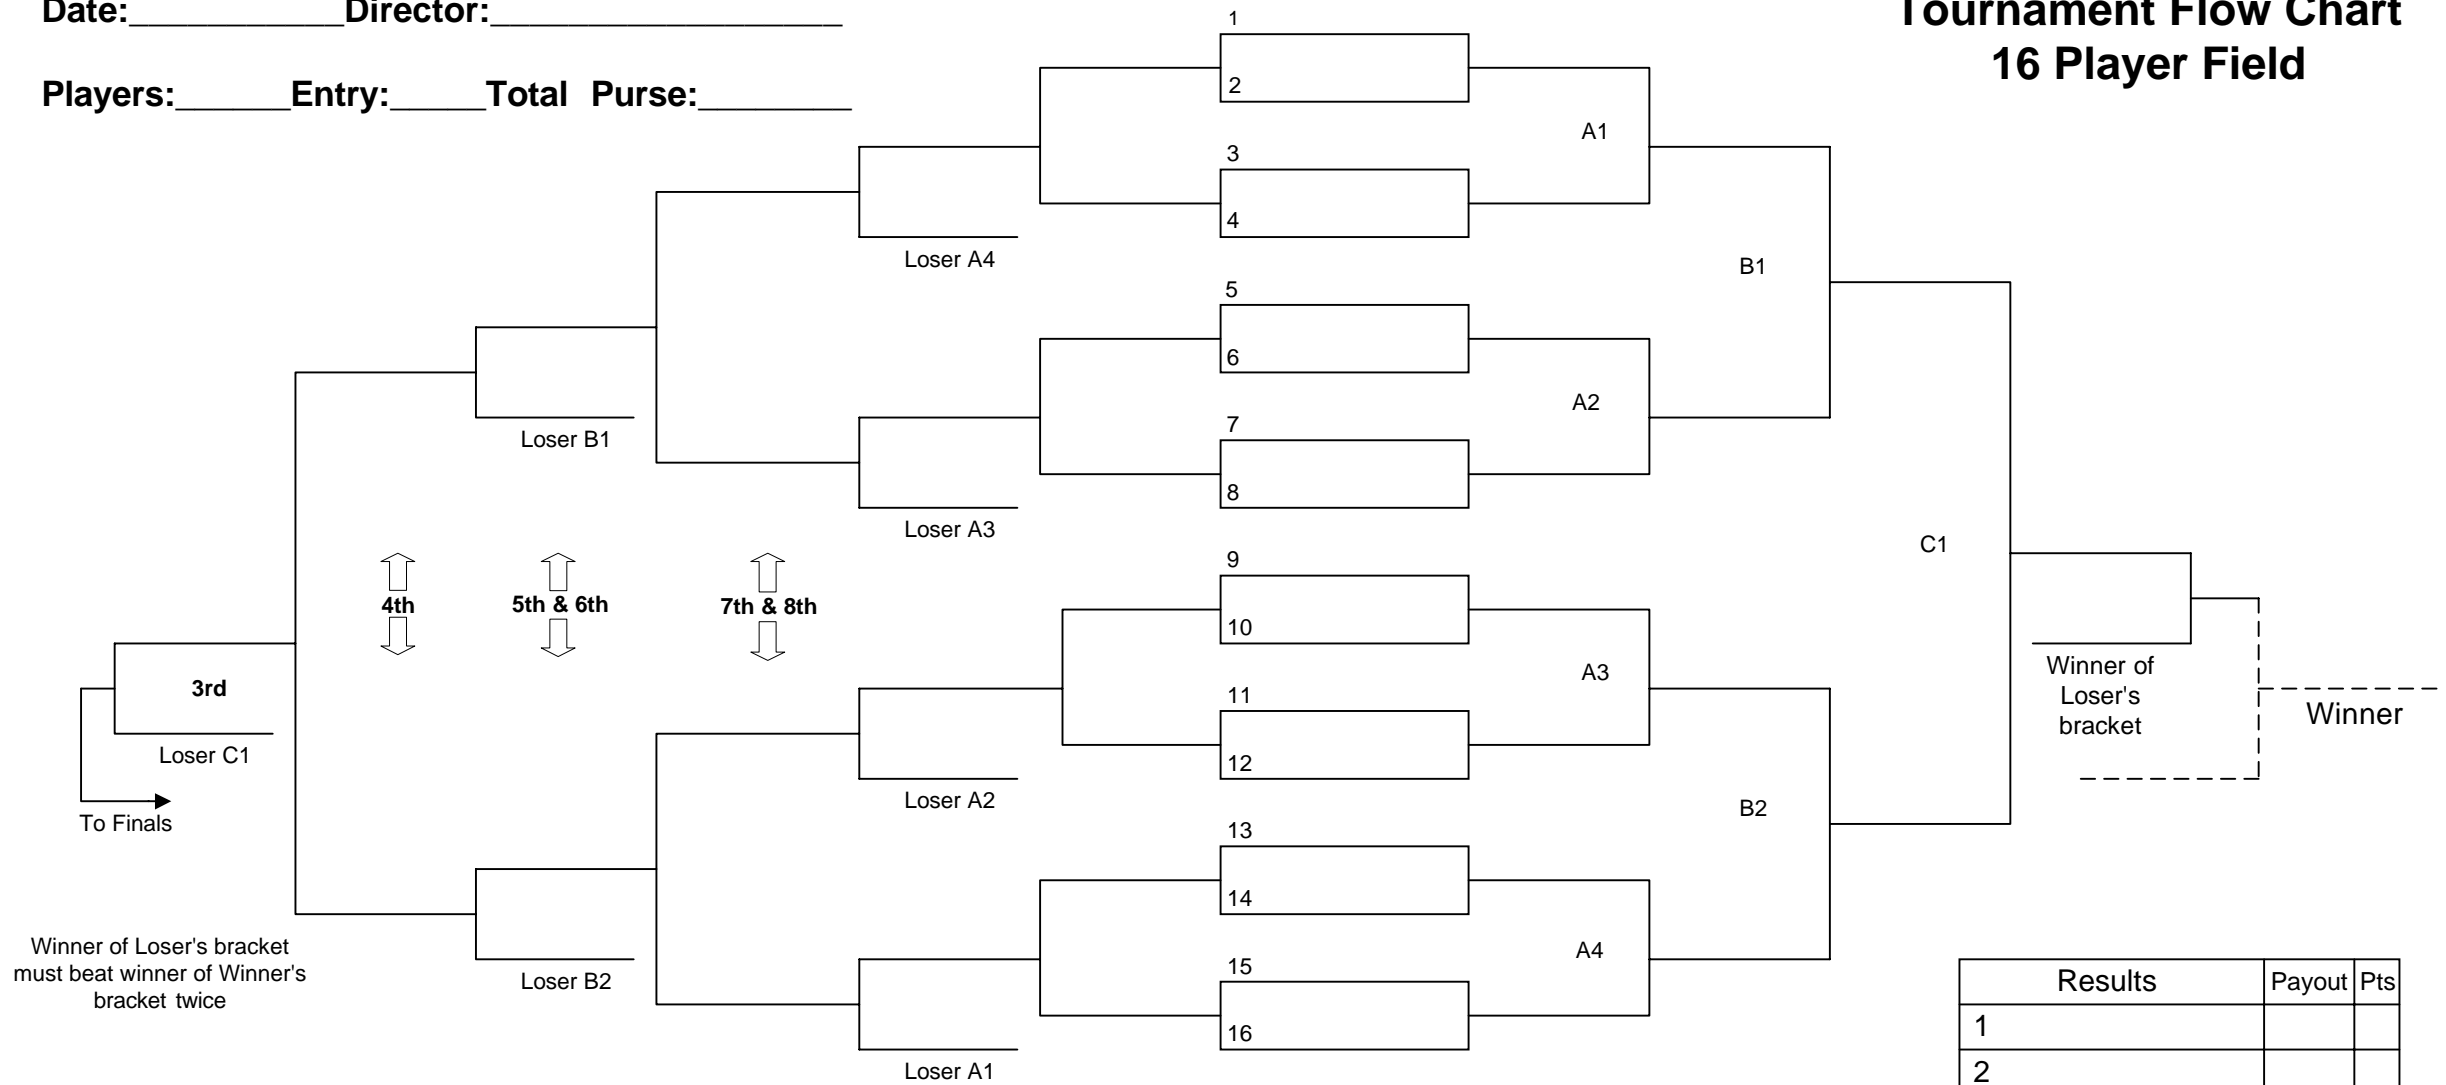 Date:___________Director:__________________
Tournament Flow Chart
16 Player Field
Players:______Entry:_____Total Purse:________
1
2
A1
3
4
Loser A4
B1
5
6
A2
7
Loser B1
8
Loser A3
C1
9
4th
5th & 6th
7th & 8th
10
A3
Winner of
Loser's
bracket
3rd
11
Winner
Loser C1
12
Loser A2
B2
To Finals
13
14
A4
Winner of Loser's bracket
must beat winner of Winner's
bracket twice
15
Loser B2
16
Loser A1
Results Payout Pts
1
2